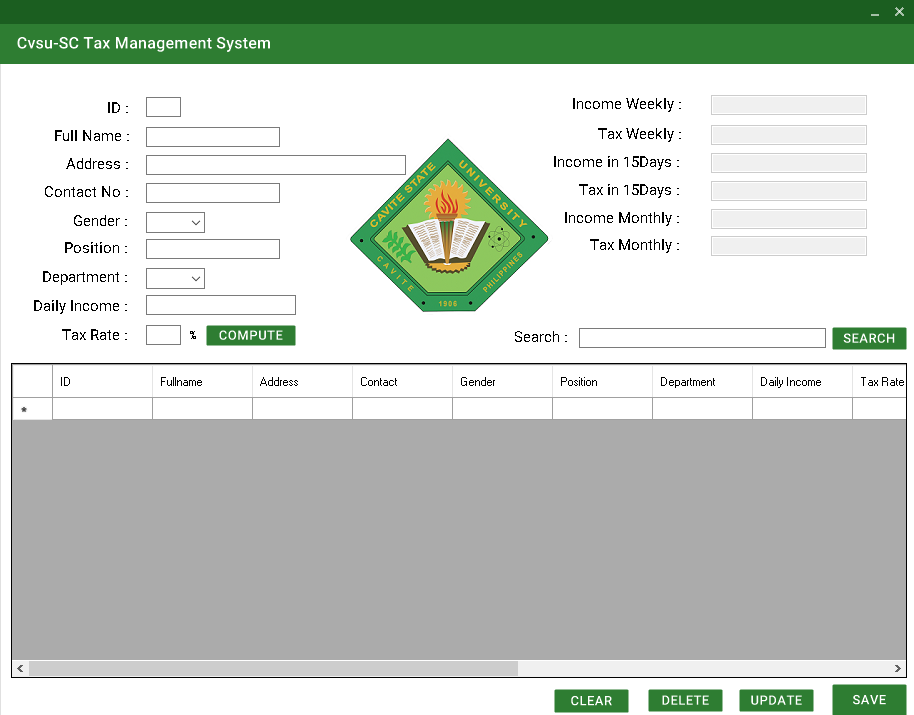 Cvsu-SC Tax Management System
ID :
Full Name :
Address :
Contact No :
Gender :
Position :
Department :
Daily Income :
Tax Rate :
%
COMPUTE
CAVITE STATE UNIVERSITY
CAVITE 1906 PHILIPPINES
Income Weekly :
Tax Weekly :
Income in 15Days :
Tax in 15Days :
Income Monthly :
Tax Monthly :
Search :
SEARCH
ID Fullname Address Contact Gender Position Department Daily Income Tax Rate
*
CLEAR DELETE UPDATE SAVE